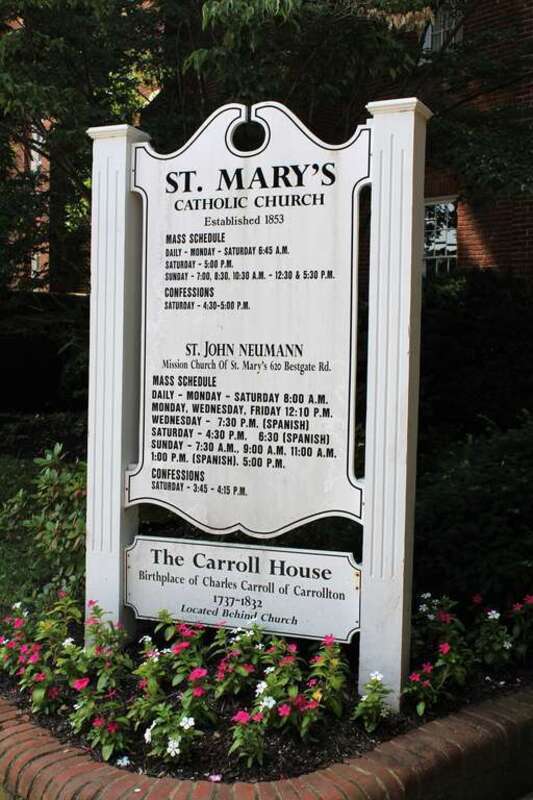 ST. MARY'S
CATHOLIC CHURCH
Established 1853
MASS SCHEDULE
DAILY - MONDAY - SATURDAY 6:45 A.M.
SATURDAY - 5:00 P.M.
SUNDAY - 7:00, 8:30, 10:30 A.M. - 12:30 & 5:30 P.M.
CONFESSIONS
SATURDAY - 4:30-5:00 P.M.
ST. JOHN NEUMANN
Mission Church Of St. Mary's 620 Bestgate Rd.
MASS SCHEDULE
DAILY - MONDAY - SATURDAY 8:00 A.M.
MONDAY, WEDNESDAY, FRIDAY 12:10 P.M.
WEDNESDAY - 7:30 P.M. (SPANISH)
SATURDAY - 4:30 P.M. 6:30 (SPANISH)
SUNDAY - 7:30 A.M., 9:00 A.M. 11:00 A.M.
1:00 P.M. (SPANISH). 5:00 P.M.
CONFESSIONS
SATURDAY - 3:45 - 4:15 P.M.
The Carroll House
Birthplace of Charles Carroll of Carrollton
1737-1832
Located Behind Church